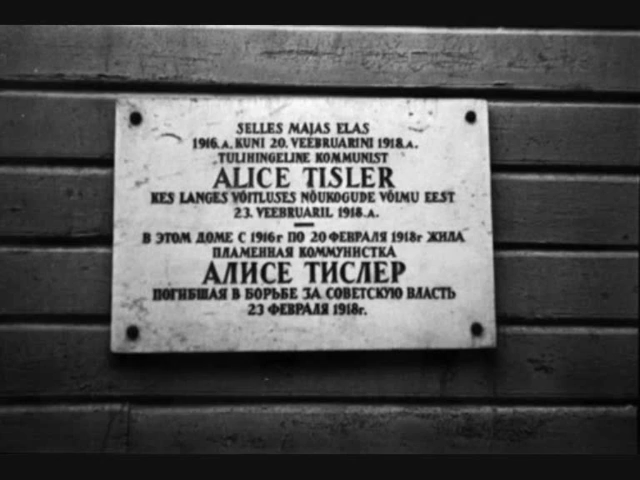 SELLES MAJAS ELAS
1916.A. KUNI 20. VEEBRUARINI 1918.A.
TULIHINGELINE KOMMUNIST
ALICE TISLER
KES LANGES VÕITLUSES NÕUKOGUDE VÕIMU EEST
23. VEEBRUARIL 1918.A.
В ЭТОМ ДОМЕ С 1916г ПО 20 ФЕВРАЛЯ 1918г ЖИЛА
ПЛАМЕННАЯ КОММУНИСТКА
АЛИСЕ ТИСЛЕР
ПОГИБШАЯ В БОРЬБЕ ЗА СОВЕТСКУЮ ВЛАСТЬ
23 ФЕВРАЛЯ 1918г.